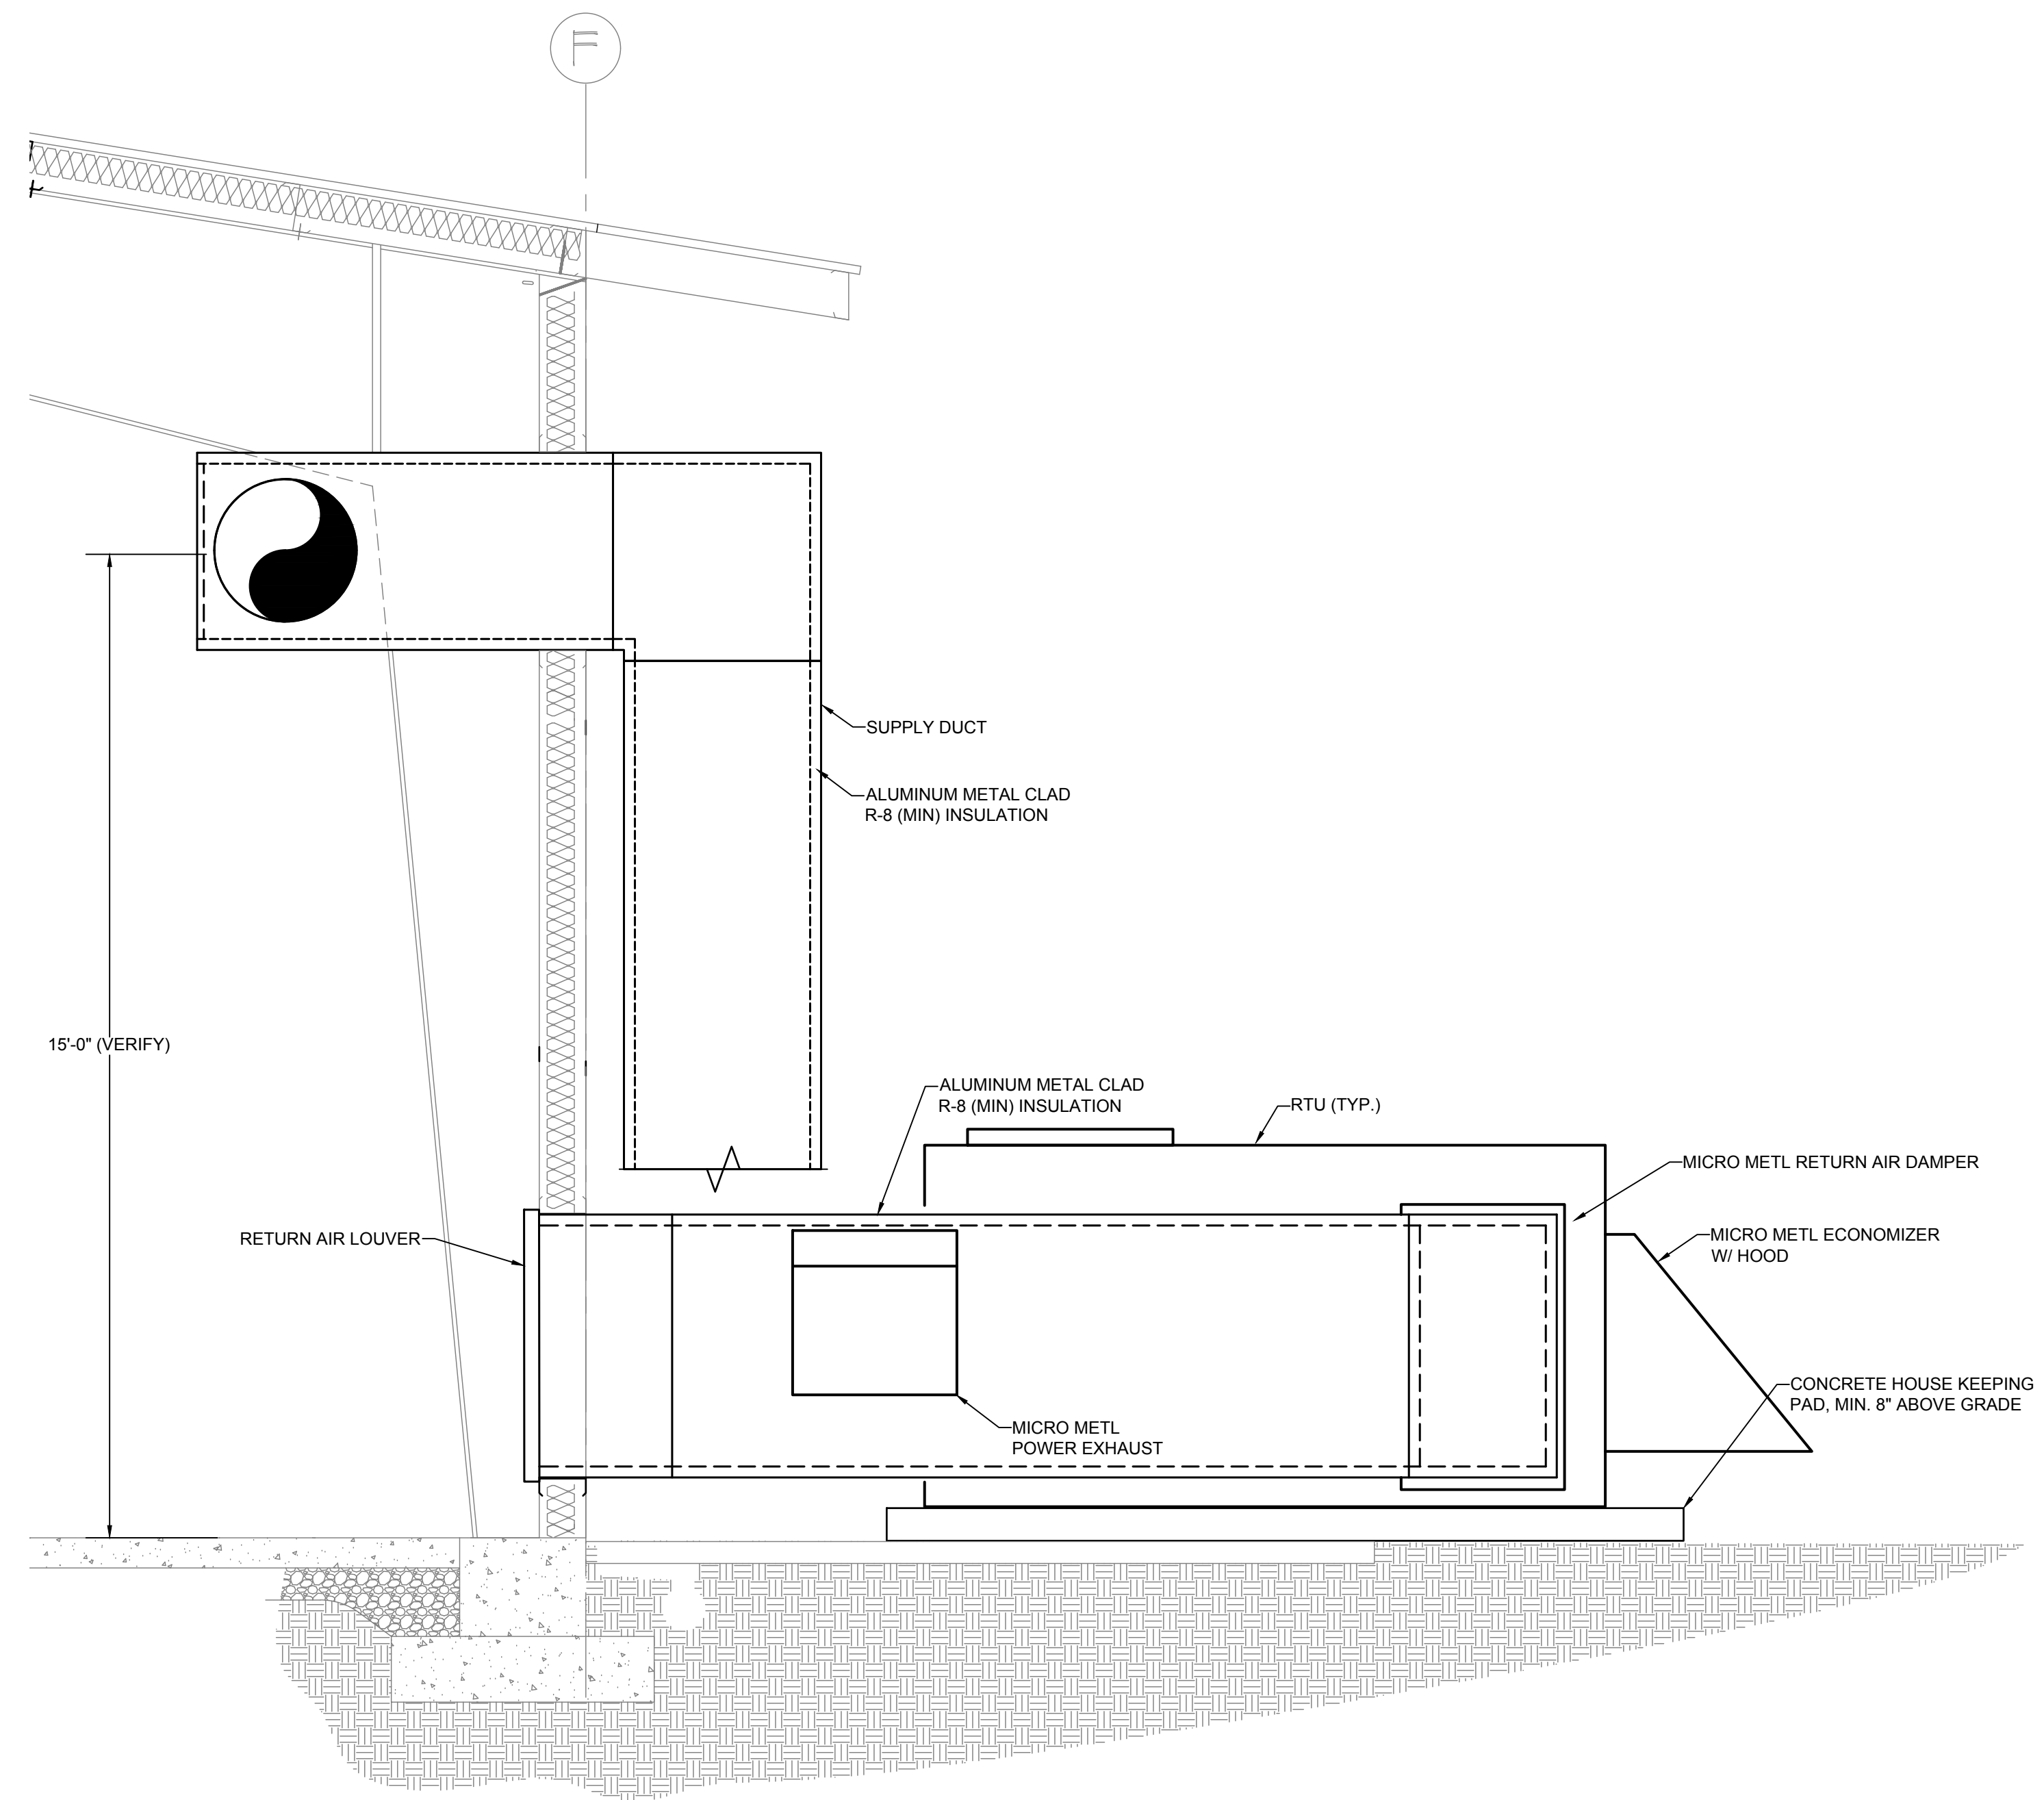 F
SUPPLY DUCT
ALUMINUM METAL CLAD
R-8 (MIN) INSULATION
15'-0" (VERIFY)
ALUMINUM METAL CLAD
R-8 (MIN) INSULATION
RTU (TYP.)
MICRO METL RETURN AIR DAMPER
RETURN AIR LOUVER
MICRO METL ECONOMIZER
W/ HOOD
CONCRETE HOUSE KEEPING
PAD, MIN. 8" ABOVE GRADE
MICRO METL
POWER EXHAUST